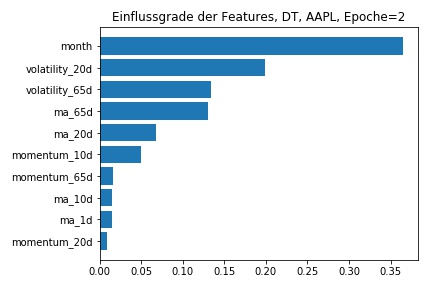 Einflussgrade der Features, DT, AAPL, Epoche=2
month
volatility_20d
volatility_65d
ma_65d
ma_20d
momentum_10d
momentum_65d
ma_10d
ma_1d
momentum_20d
0.00 0.05 0.10 0.15 0.20 0.25 0.30 0.35